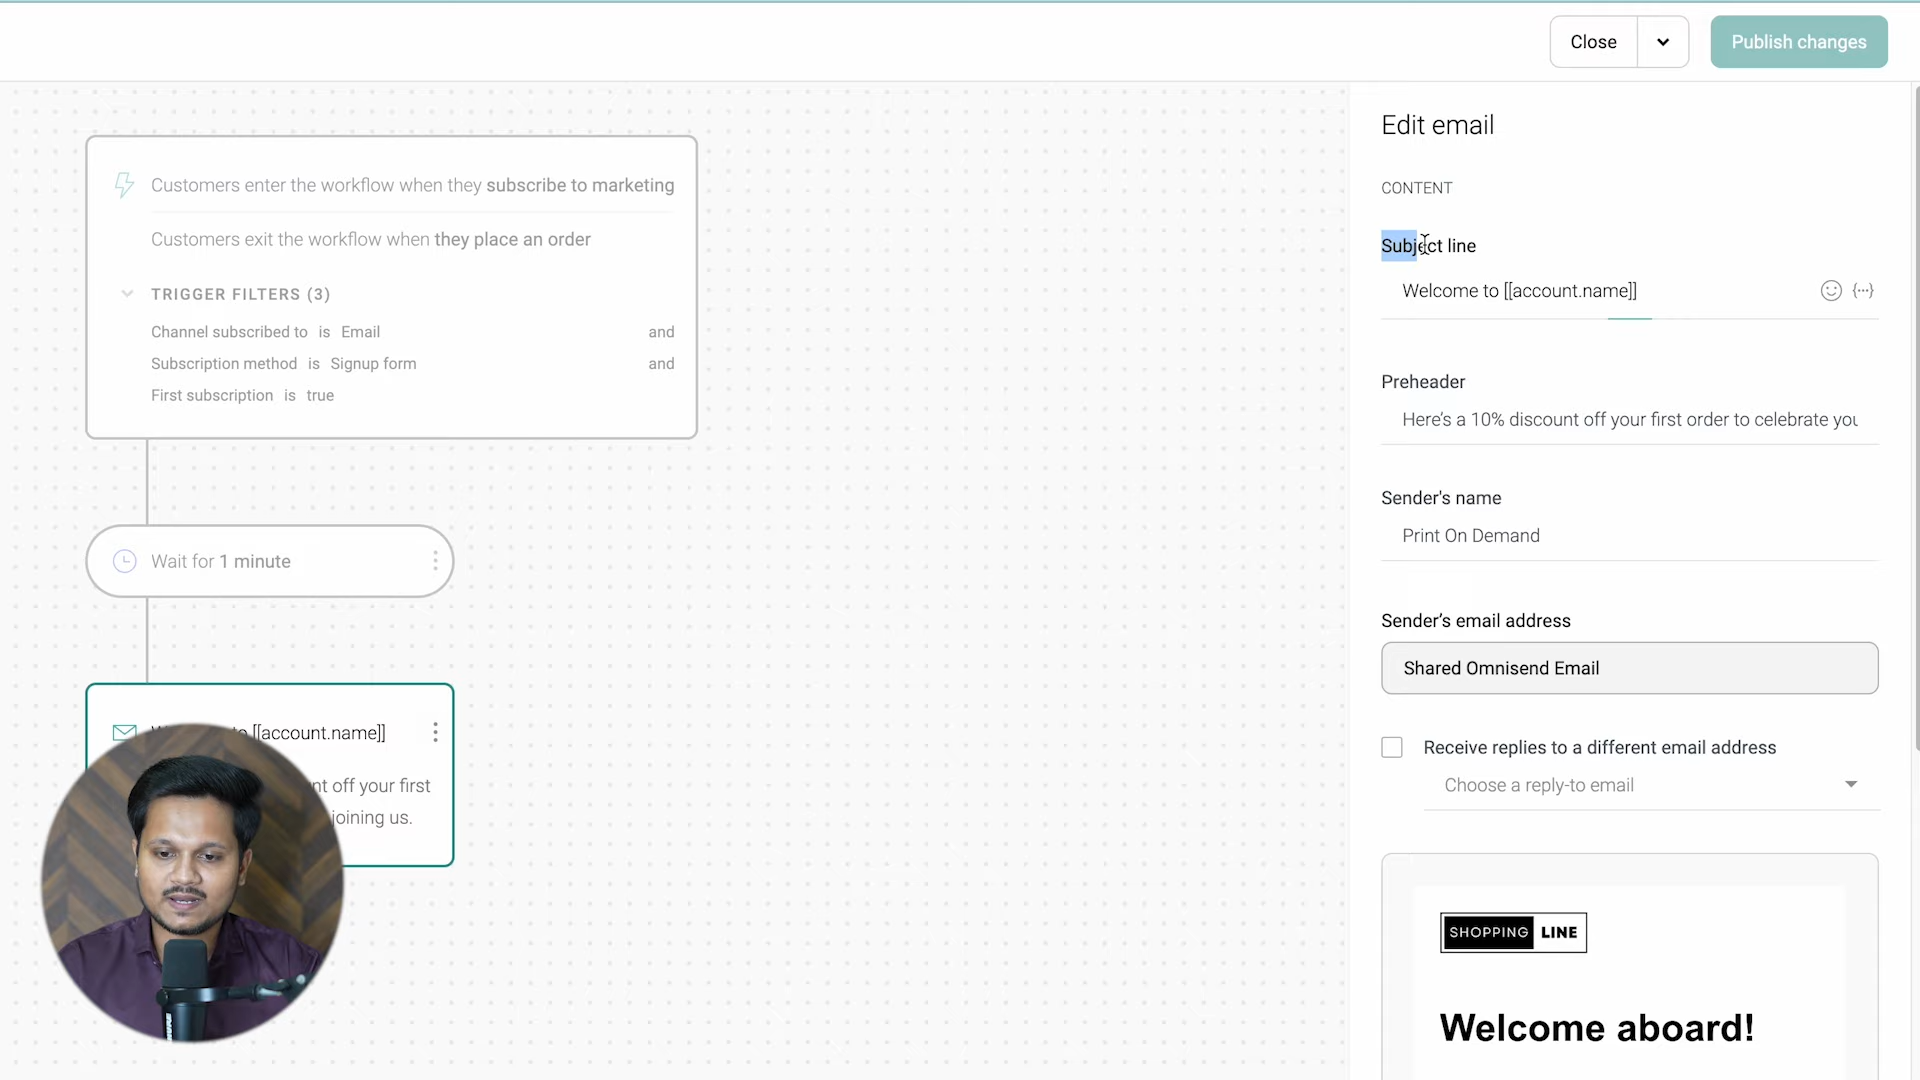 Close
Publish changes
Customers enter the workflow when they subscribe to marketing
Customers exit the workflow when they place an order
TRIGGER FILTERS (3)
Channel subscribed to is Email and
Subscription method is Signup form and
First subscription is true
Wait for 1 minute
to [[account.name]]
off your first
joining us.
Edit email
CONTENT
Subject line
Welcome to [[account.name]]
Preheader
Here's a 10% discount off your first order to celebrate you
Sender's name
Print On Demand
Sender’s email address
Shared Omnisend Email
Receive replies to a different email address
Choose a reply-to email
SHOPPING LINE
Welcome aboard!